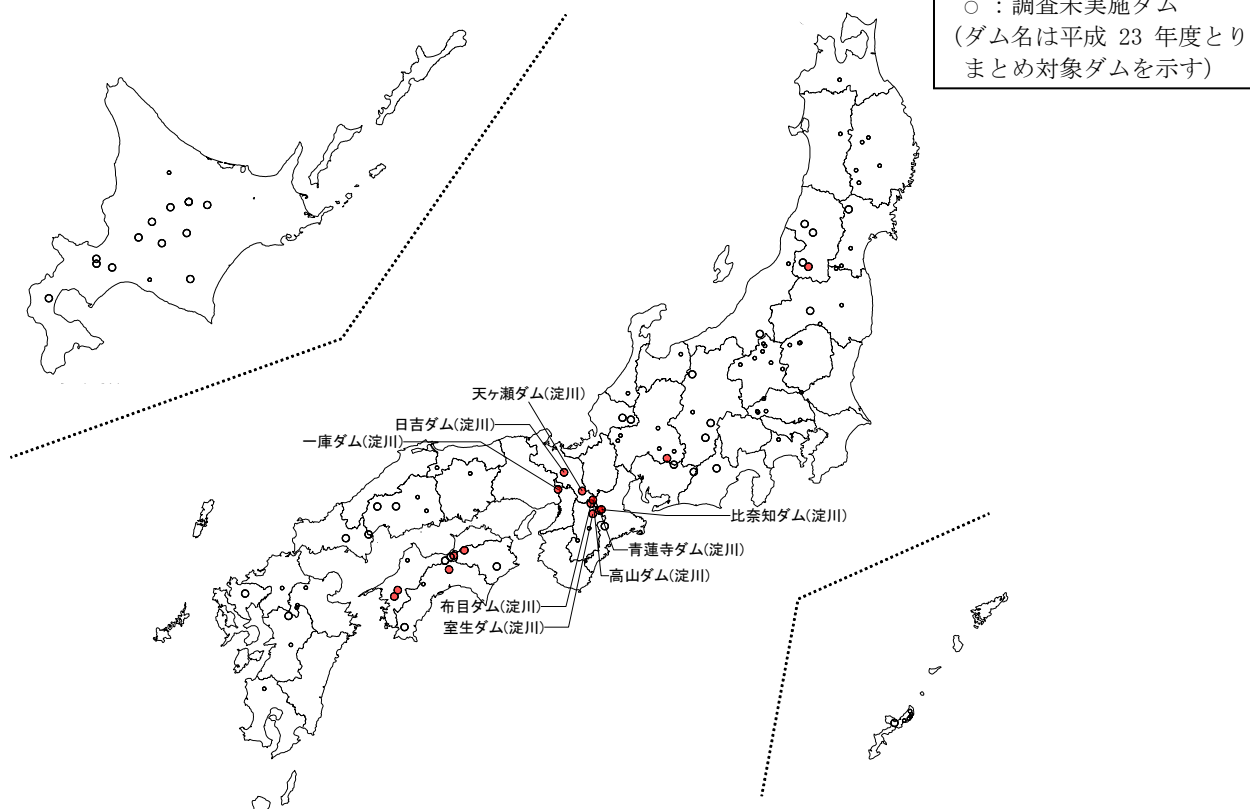 ○ ：調査未実施ダム
(ダム名は平成 23 年度とり
まとめ対象ダムを示す)
天ヶ瀬ダム(淀川)
日吉ダム(淀川)
一庫ダム(淀川)
比奈知ダム(淀川)
青蓮寺ダム(淀川)
高山ダム(淀川)
布目ダム(淀川)
室生ダム(淀川)